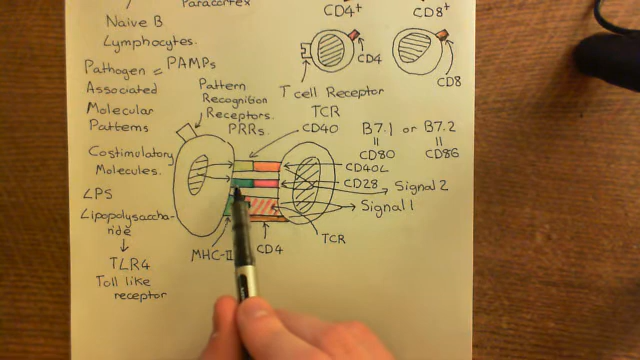 Paracortex
Naive B
Lymphocytes.
Pathogen = PAMPs
Associated
Molecular
Patterns
Pattern
Recognition
Receptors.
PRRs.
Costimulatory
Molecules.
LPS
Lipopolysaccha-
ride
↓
TLR4
Toll like
receptor
CD4+
CD8+
CD4
CD8
T cell Receptor
TCR
CD40
B7.1 or B7.2
= =
CD80 CD86
CD40L
CD28
Signal 2
Signal 1
TCR
MHC-II
CD4